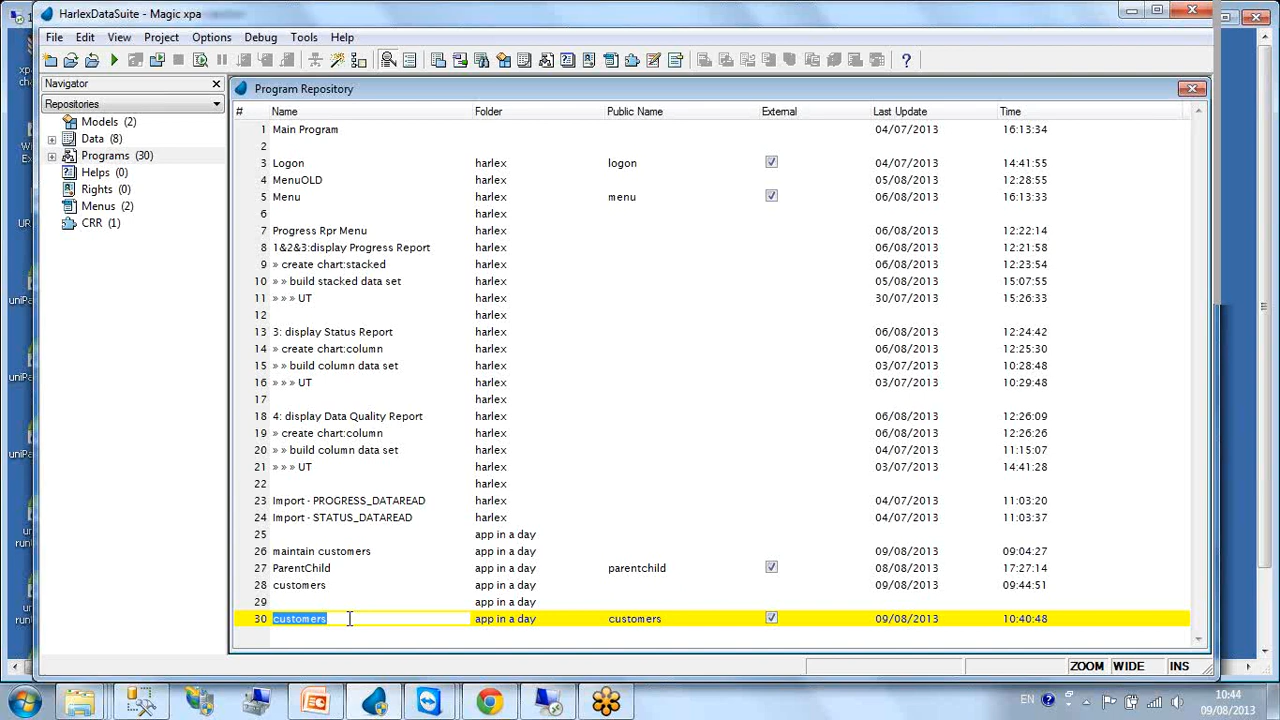 HarlexDataSuite - Magic xpa
File Edit View Project Options Debug Tools Help
Navigator
Repositories
Models (2)
Data (8)
Programs (30)
Helps (0)
Rights (0)
Menus (2)
CRR (1)
Program Repository
# Name Folder Public Name External Last Update Time
1 Main Program 04/07/2013 16:13:34
2
3 Logon harlex logon 04/07/2013 14:41:55
4 MenuOLD harlex 05/08/2013 12:28:55
5 Menu harlex menu 06/08/2013 16:13:33
6 harlex
7 Progress Rpr Menu harlex 06/08/2013 12:22:14
8 1&2&3:display Progress Report harlex 06/08/2013 12:21:58
9 » create chart:stacked harlex 06/08/2013 12:23:54
10 » » build stacked data set harlex 05/08/2013 15:07:55
11 » » » UT harlex 30/07/2013 15:26:33
12 harlex
13 3: display Status Report harlex 06/08/2013 12:24:42
14 » create chart:column harlex 06/08/2013 12:25:30
15 » » build column data set harlex 03/07/2013 10:28:48
16 » » » UT harlex 03/07/2013 10:29:48
17 harlex
18 4: display Data Quality Report harlex 06/08/2013 12:26:09
19 » create chart:column harlex 06/08/2013 12:26:26
20 » » build column data set harlex 04/07/2013 11:15:07
21 » » » UT harlex 03/07/2013 14:41:28
22 harlex
23 Import - PROGRESS_DATAREAD harlex 04/07/2013 11:03:20
24 Import - STATUS_DATAREAD harlex 04/07/2013 11:03:37
25 app in a day
26 maintain customers app in a day 09/08/2013 09:04:27
27 ParentChild app in a day parentchild 08/08/2013 17:27:14
28 customers app in a day 09/08/2013 09:44:51
29 app in a day
30 customers app in a day customers 09/08/2013 10:40:48
ZOOM WIDE INS
EN
10:44
09/08/2013